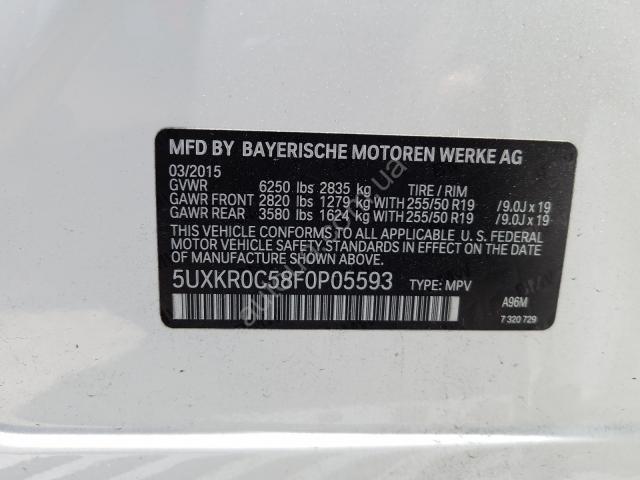 MFD BY BAYERISCHE MOTOREN WERKE AG
03/2015
GVWR 6250 lbs 2835 kg TIRE / RIM
GAWR FRONT 2820 lbs 1279 kg WITH 255/50 R19 /9.0J x 19
GAWR REAR 3580 lbs 1624 kg WITH 255/50 R19 /9.0J x 19
THIS VEHICLE CONFORMS TO ALL APPLICABLE U. S. FEDERAL
MOTOR VEHICLE SAFETY STANDARDS IN EFFECT ON THE DATE
OF MANUFACTURE SHOWN ABOVE.
5UXKR0C58F0P05593 TYPE: MPV A96M
7 320 729